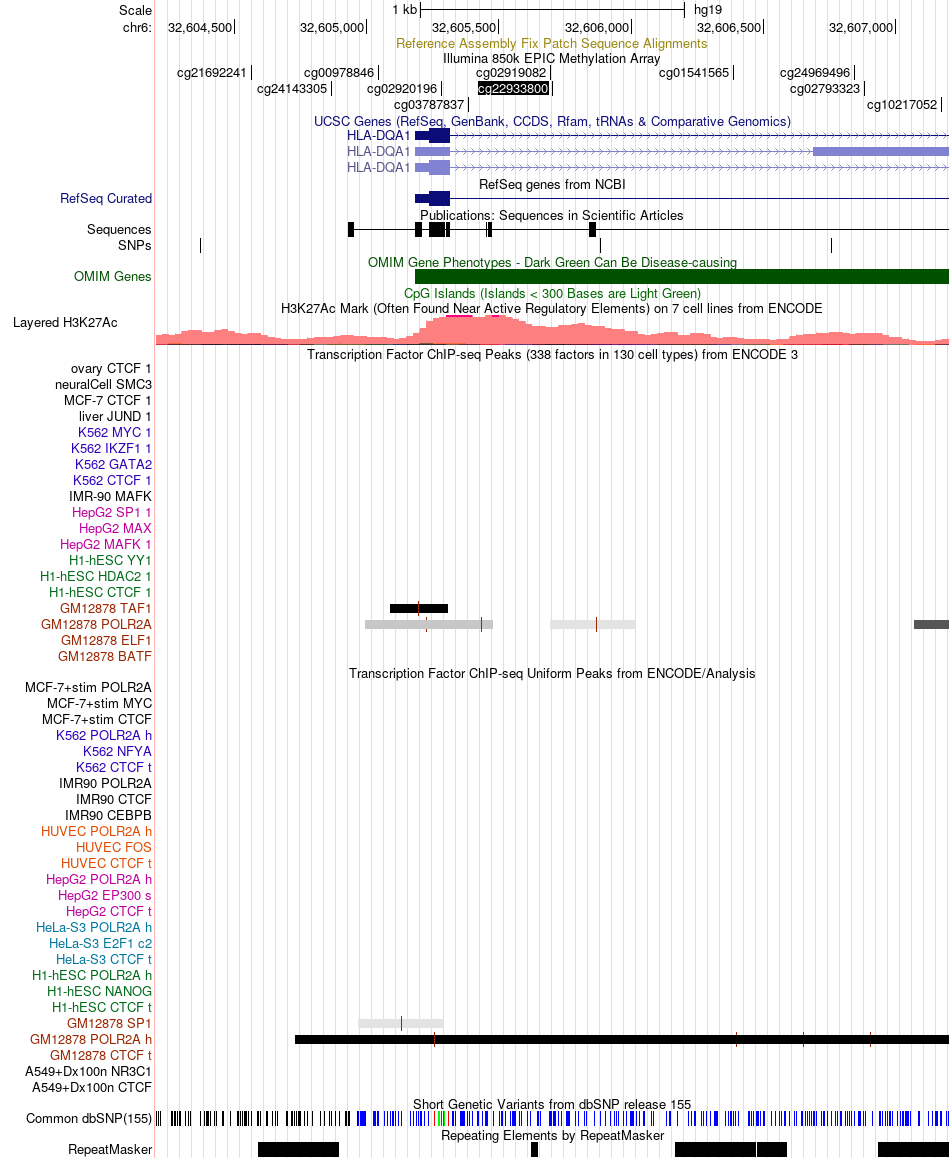 Scale 1 kb hg19
chr6: 32,604,500 32,605,000 32,605,500 32,606,000 32,606,500 32,607,000
Reference Assembly Fix Patch Sequence Alignments
Illumina 850k EPIC Methylation Array
cg21692241 cg00978846 cg02919082 cg01541565 cg24969496
cg24143305 cg02920196 cg22933800 cg02793323
cg03787837 cg10217052
UCSC Genes (RefSeq, GenBank, CCDS, Rfam, tRNAs & Comparative Genomics)
HLA-DQA1
HLA-DQA1
HLA-DQA1
RefSeq genes from NCBI
RefSeq Curated
Publications: Sequences in Scientific Articles
Sequences
SNPs
OMIM Gene Phenotypes - Dark Green Can Be Disease-causing
OMIM Genes
CpG Islands (Islands < 300 Bases are Light Green)
H3K27Ac Mark (Often Found Near Active Regulatory Elements) on 7 cell lines from ENCODE
Layered H3K27Ac
Transcription Factor ChIP-seq Peaks (338 factors in 130 cell types) from ENCODE 3
ovary CTCF 1
neuralCell SMC3
MCF-7 CTCF 1
liver JUND 1
K562 MYC 1
K562 IKZF1 1
K562 GATA2
K562 CTCF 1
IMR-90 MAFK
HepG2 SP1 1
HepG2 MAX
HepG2 MAFK 1
H1-hESC YY1
H1-hESC HDAC2 1
H1-hESC CTCF 1
GM12878 TAF1
GM12878 POLR2A
GM12878 ELF1
GM12878 BATF
Transcription Factor ChIP-seq Uniform Peaks from ENCODE/Analysis
MCF-7+stim POLR2A
MCF-7+stim MYC
MCF-7+stim CTCF
K562 POLR2A h
K562 NFYA
K562 CTCF t
IMR90 POLR2A
IMR90 CTCF
IMR90 CEBPB
HUVEC POLR2A h
HUVEC FOS
HUVEC CTCF t
HepG2 POLR2A h
HepG2 EP300 s
HepG2 CTCF t
HeLa-S3 POLR2A h
HeLa-S3 E2F1 c2
HeLa-S3 CTCF t
H1-hESC POLR2A h
H1-hESC NANOG
H1-hESC CTCF t
GM12878 SP1
GM12878 POLR2A h
GM12878 CTCF t
A549+Dx100n NR3C1
A549+Dx100n CTCF
Short Genetic Variants from dbSNP release 155
Common dbSNP(155)
Repeating Elements by RepeatMasker
RepeatMasker